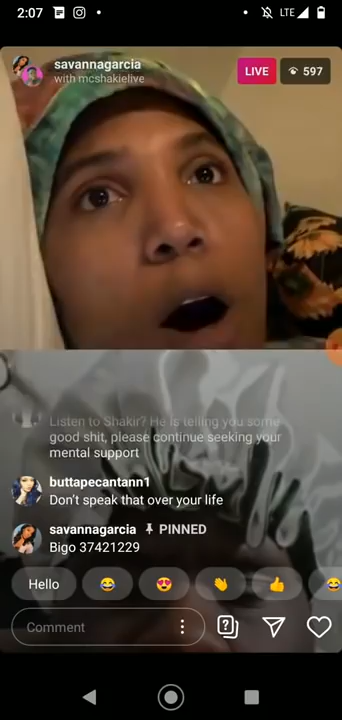 2:07
LTE
savannagarcia
with mcshakielive
LIVE
597
Listen to Shakir? He is telling you some
good shit, please continue seeking your
mental support
buttapecantann1
Don't speak that over your life
savannagarcia PINNED
Bigo 37421229
Hello
Comment